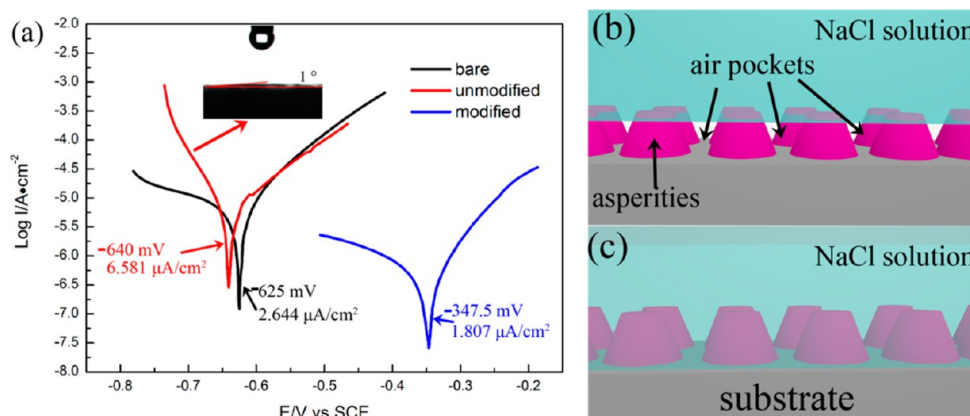 (a)
-2.0
-2.5
-3.0
-3.5
-4.0
-4.5
-5.0
-5.5
-6.0
-6.5
-7.0
-7.5
-8.0
Log I/A•cm⁻²
1 °
bare
unmodified
modified
-640 mV
6.581 μA/cm²
-625 mV
2.644 μA/cm²
-347.5 mV
1.807 μA/cm²
-0.8 -0.7 -0.6 -0.5 -0.4 -0.3 -0.2
E/V vs SCE
(b)
NaCl solution
air pockets
asperities
(c)
NaCl solution
substrate